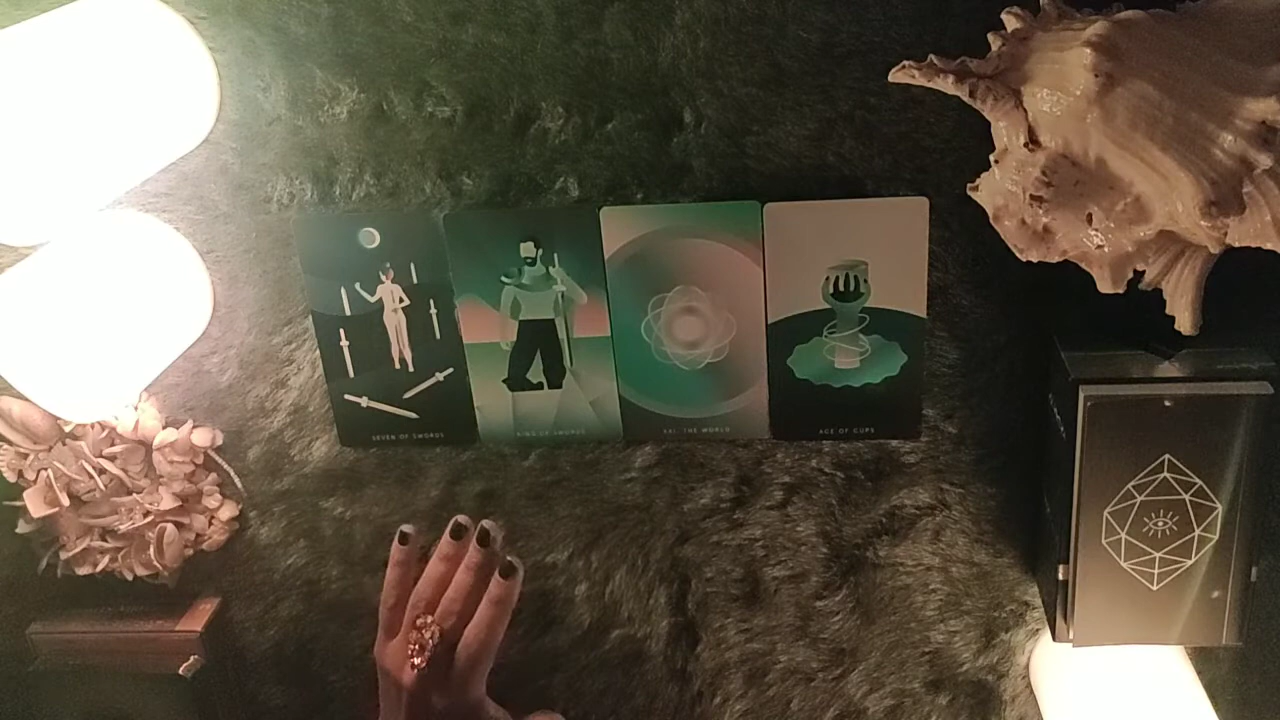 SEVEN OF SWORDS
KING OF SWORDS
XXI. THE WORLD
ACE OF CUPS